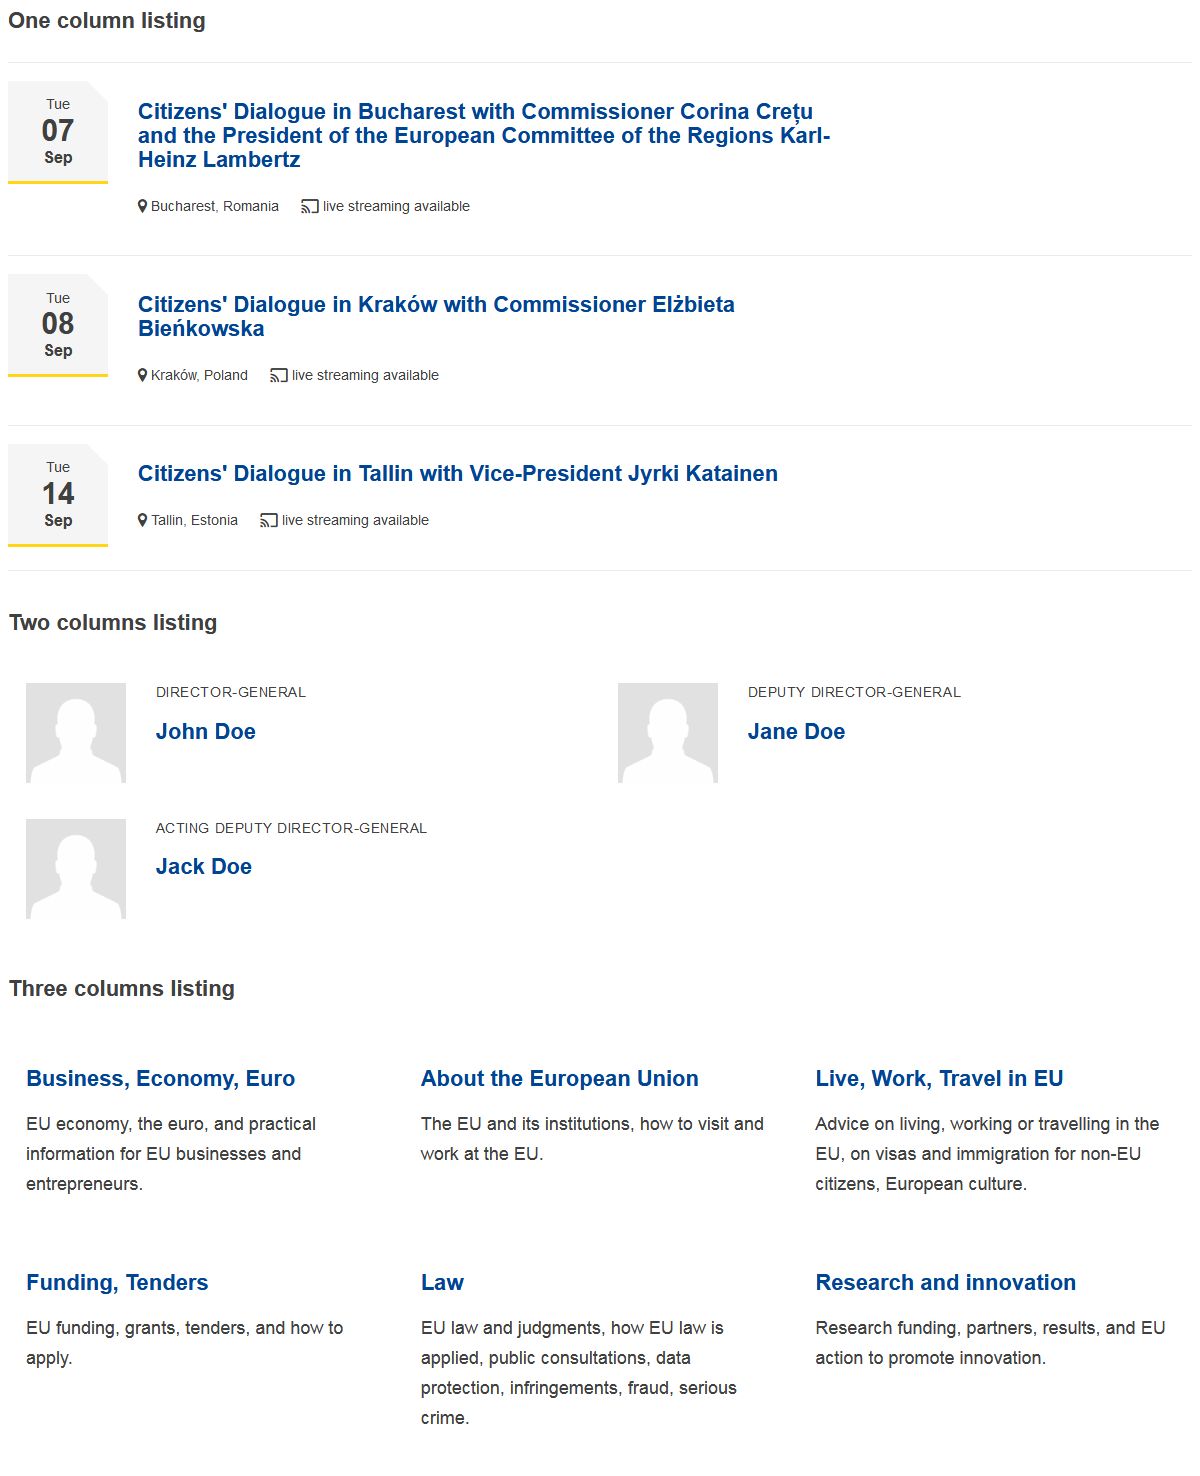 One column listing
Tue
07
Sep
Citizens' Dialogue in Bucharest with Commissioner Corina Crețu
and the President of the European Committee of the Regions Karl-
Heinz Lambertz
Bucharest, Romania live streaming available
Tue
08
Sep
Citizens' Dialogue in Kraków with Commissioner Elżbieta
Bieńkowska
Kraków, Poland live streaming available
Tue
14
Sep
Citizens' Dialogue in Tallin with Vice-President Jyrki Katainen
Tallin, Estonia live streaming available
Two columns listing
DIRECTOR-GENERAL
John Doe
DEPUTY DIRECTOR-GENERAL
Jane Doe
ACTING DEPUTY DIRECTOR-GENERAL
Jack Doe
Three columns listing
Business, Economy, Euro
EU economy, the euro, and practical
information for EU businesses and
entrepreneurs.
About the European Union
The EU and its institutions, how to visit and
work at the EU.
Live, Work, Travel in EU
Advice on living, working or travelling in the
EU, on visas and immigration for non-EU
citizens, European culture.
Funding, Tenders
EU funding, grants, tenders, and how to
apply.
Law
EU law and judgments, how EU law is
applied, public consultations, data
protection, infringements, fraud, serious
crime.
Research and innovation
Research funding, partners, results, and EU
action to promote innovation.